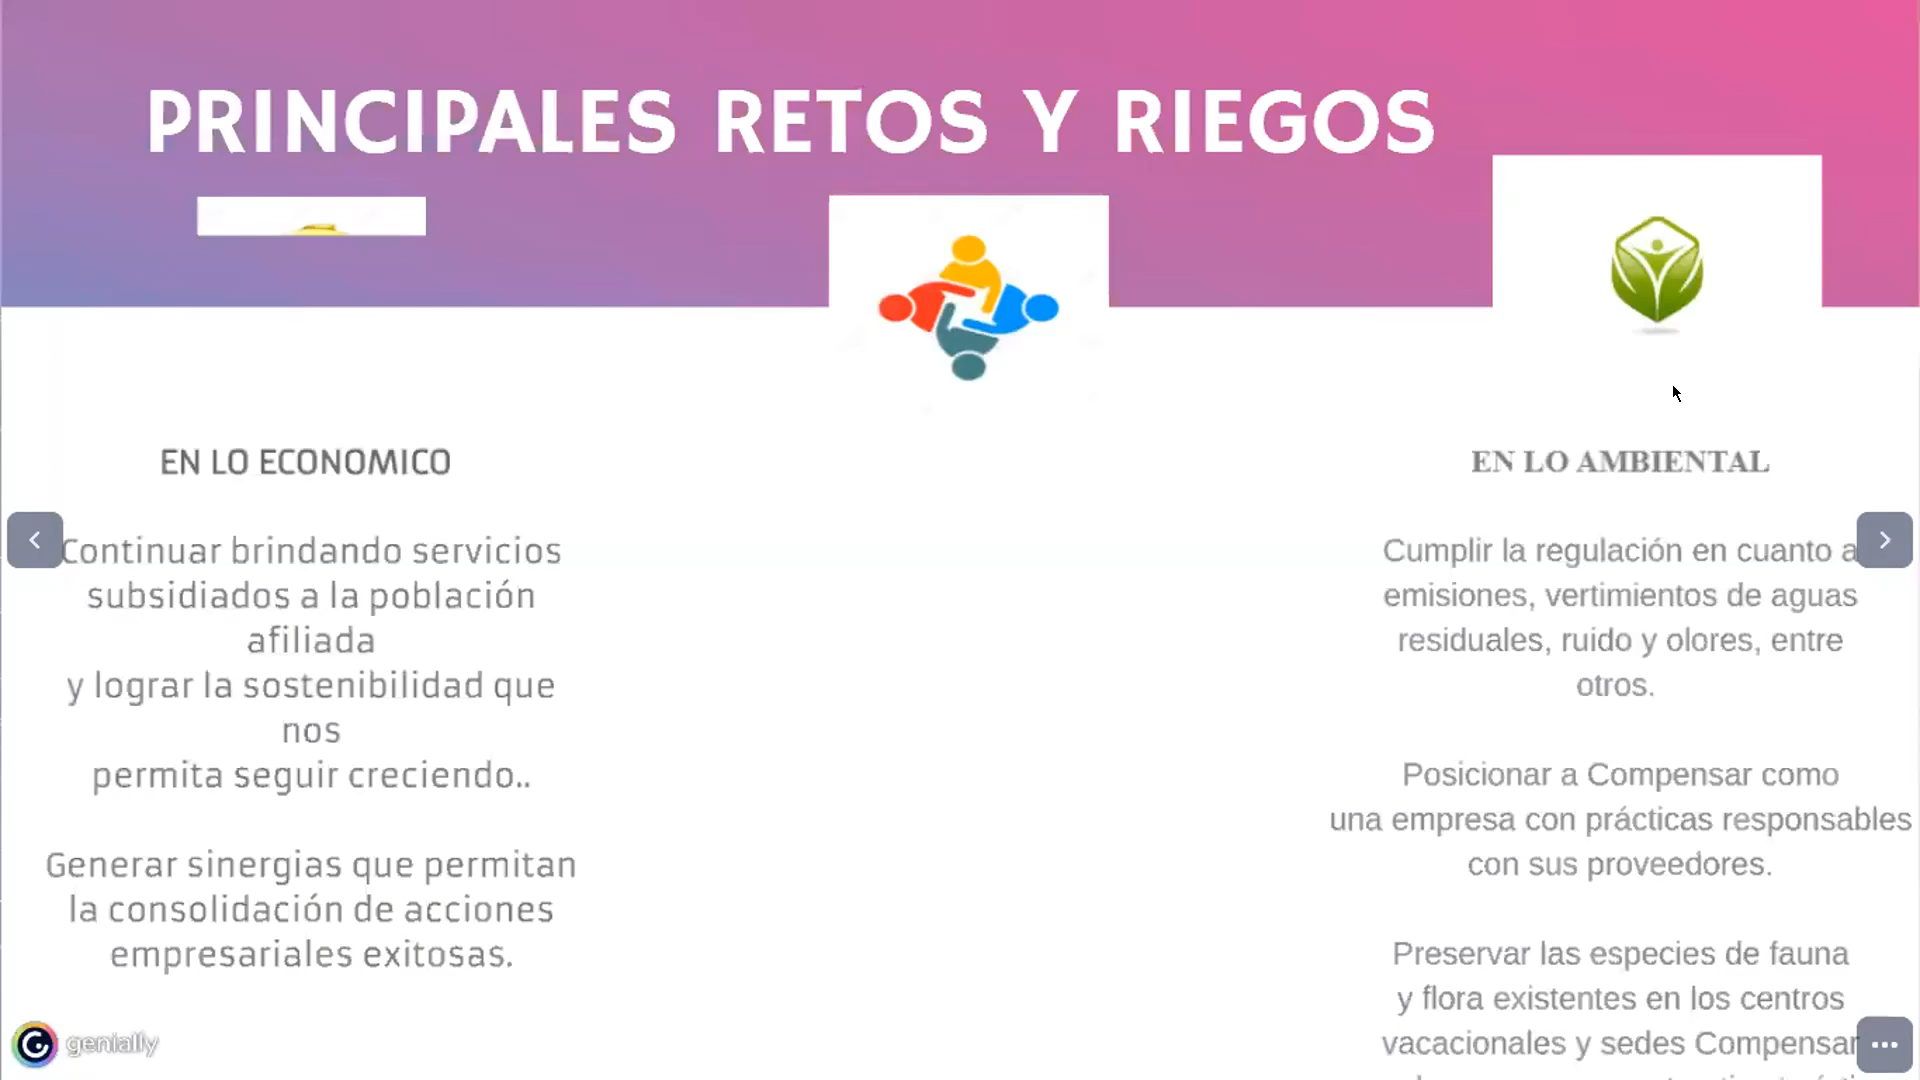 PRINCIPALES RETOS Y RIEGOS
EN LO ECONOMICO
Continuar brindando servicios
subsidiados a la población
afiliada
y lograr la sostenibilidad que
nos
permita seguir creciendo..
Generar sinergias que permitan
la consolidación de acciones
empresariales exitosas.
EN LO AMBIENTAL
Cumplir la regulación en cuanto a
emisiones, vertimientos de aguas
residuales, ruido y olores, entre
otros.
Posicionar a Compensar como
una empresa con prácticas responsables
con sus proveedores.
Preservar las especies de fauna
y flora existentes en los centros
vacacionales y sedes Compensar
genially